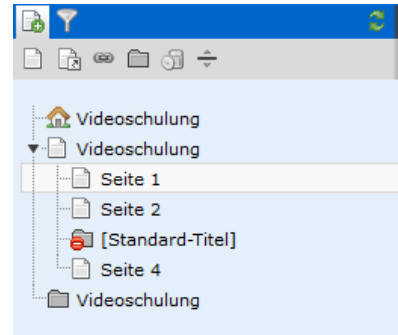 Videoschulung
Videoschulung
Seite 1
Seite 2
[Standard-Titel]
Seite 4
Videoschulung